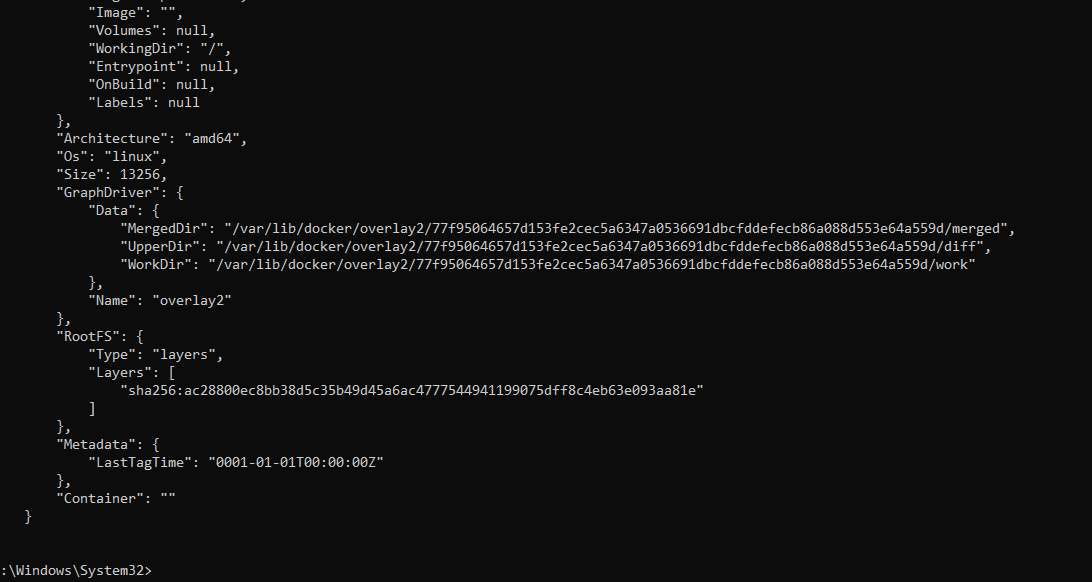 "Image": "",
"Volumes": null,
"WorkingDir": "/",
"Entrypoint": null,
"OnBuild": null,
"Labels": null
},
"Architecture": "amd64",
"Os": "linux",
"Size": 13256,
"GraphDriver": {
"Data": {
"MergedDir": "/var/lib/docker/overlay2/77f95064657d153fe2cec5a6347a0536691dbcfddefecb86a088d553e64a559d/merged",
"UpperDir": "/var/lib/docker/overlay2/77f95064657d153fe2cec5a6347a0536691dbcfddefecb86a088d553e64a559d/diff",
"WorkDir": "/var/lib/docker/overlay2/77f95064657d153fe2cec5a6347a0536691dbcfddefecb86a088d553e64a559d/work"
},
"Name": "overlay2"
},
"RootFS": {
"Type": "layers",
"Layers": [
"sha256:ac28800ec8bb38d5c35b49d45a6ac4777544941199075dff8c4eb63e093aa81e"
]
},
"Metadata": {
"LastTagTime": "0001-01-01T00:00:00Z"
},
"Container": ""
}
:\Windows\System32>